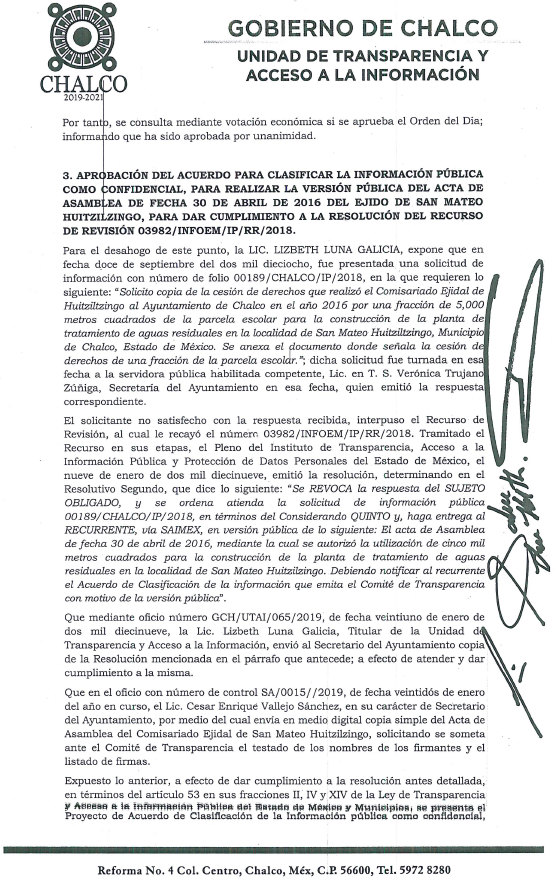 GOBIERNO DE CHALCO
UNIDAD DE TRANSPARENCIA Y
ACCESO A LA INFORMACIÓN
CHALCO
2019-2021
Por tanto, se consulta mediante votación económica si se aprueba el Orden del Día;
informando que ha sido aprobada por unanimidad.
3. APROBACIÓN DEL ACUERDO PARA CLASIFICAR LA INFORMACIÓN PÚBLICA
COMO CONFIDENCIAL, PARA REALIZAR LA VERSIÓN PÚBLICA DEL ACTA DE
ASAMBLEA DE FECHA 30 DE ABRIL DE 2016 DEL EJIDO DE SAN MATEO
HUITZILZINGO, PARA DAR CUMPLIMIENTO A LA RESOLUCIÓN DEL RECURSO
DE REVISIÓN 03982/INFOEM/IP/RR/2018.
Para el desahogo de este punto, la LIC. LIZBETH LUNA GALICIA, expone que en
fecha doce de septiembre del dos mil dieciocho, fue presentada una solicitud de
información con número de folio 00189/CHALCO/IP/2018, en la que requieren lo
siguiente: “Solicito copia de la cesión de derechos que realizó el Comisariado Ejidal de
Huitziltzingo al Ayuntamiento de Chalco en el año 2016 por una fracción de 5,000
metros cuadrados de la parcela escolar para la construcción de la planta de
tratamiento de aguas residuales en la localidad de San Mateo Huitzilzingo, Municipio
de Chalco, Estado de México. Se anexa el documento donde señala la cesión de
derechos de una fracción de la parcela escolar.”; dicha solicitud fue turnada en esa
fecha a la servidora pública habilitada competente, Lic. en T. S. Verónica Trujano
Zúñiga, Secretaría del Ayuntamiento en esa fecha, quien emitió la respuesta
correspondiente.
El solicitante no satisfecho con la respuesta recibida, interpuso el Recurso de
Revisión, al cual le recayó el número 03982/INFOEM/IP/RR/2018. Tramitado el
Recurso en sus etapas, el Pleno del Instituto de Transparencia, Acceso a la
Información Pública y Protección de Datos Personales del Estado de México, el
nueve de enero de dos mil diecinueve, emitió la resolución, determinando en el
Resolutivo Segundo, que dice lo siguiente: “Se REVOCA la respuesta del SUJETO
OBLIGADO, y se ordena atienda la solicitud de información pública
00189/CHALCO/IP/2018, en términos del Considerando QUINTO y, haga entrega al
RECURRENTE, vía SAIMEX, en versión pública de lo siguiente: El acta de Asamblea
de fecha 30 de abril de 2016, mediante la cual se autorizó la utilización de cinco mil
metros cuadrados para la construcción de la planta de tratamiento de aguas
residuales en la localidad de San Mateo Huitzilzingo. Debiendo notificar al recurrente
el Acuerdo de Clasificación de la información que emita el Comité de Transparencia
con motivo de la versión pública”.
Que mediante oficio número GCH/UTAI/065/2019, de fecha veintiuno de enero de
dos mil diecinueve, la Lic. Lizbeth Luna Galicia, Titular de la Unidad de
Transparencia y Acceso a la Información, envió al Secretario del Ayuntamiento copia
de la Resolución mencionada en el párrafo que antecede; a efecto de atender y dar
cumplimiento a la misma.
Que en el oficio con número de control SA/0015//2019, de fecha veintidós de enero
del año en curso, el Lic. Cesar Enrique Vallejo Sánchez, en su carácter de Secretario
del Ayuntamiento, por medio del cual envía en medio digital copia simple del Acta de
Asamblea del Comisariado Ejidal de San Mateo Huitzilzingo, solicitando se someta
ante el Comité de Transparencia el testado de los nombres de los firmantes y el
listado de firmas.
Expuesto lo anterior, a efecto de dar cumplimiento a la resolución antes detallada,
en términos del artículo 53 en sus fracciones II, IV y XIV de la Ley de Transparencia
y Acceso a la Información Pública del Estado de México y Municipios, se presenta el
Proyecto de Acuerdo de Clasificación de la Información pública como confidencial,
Reforma No. 4 Col. Centro, Chalco, Méx, C.P. 56600, Tel. 5972 8280